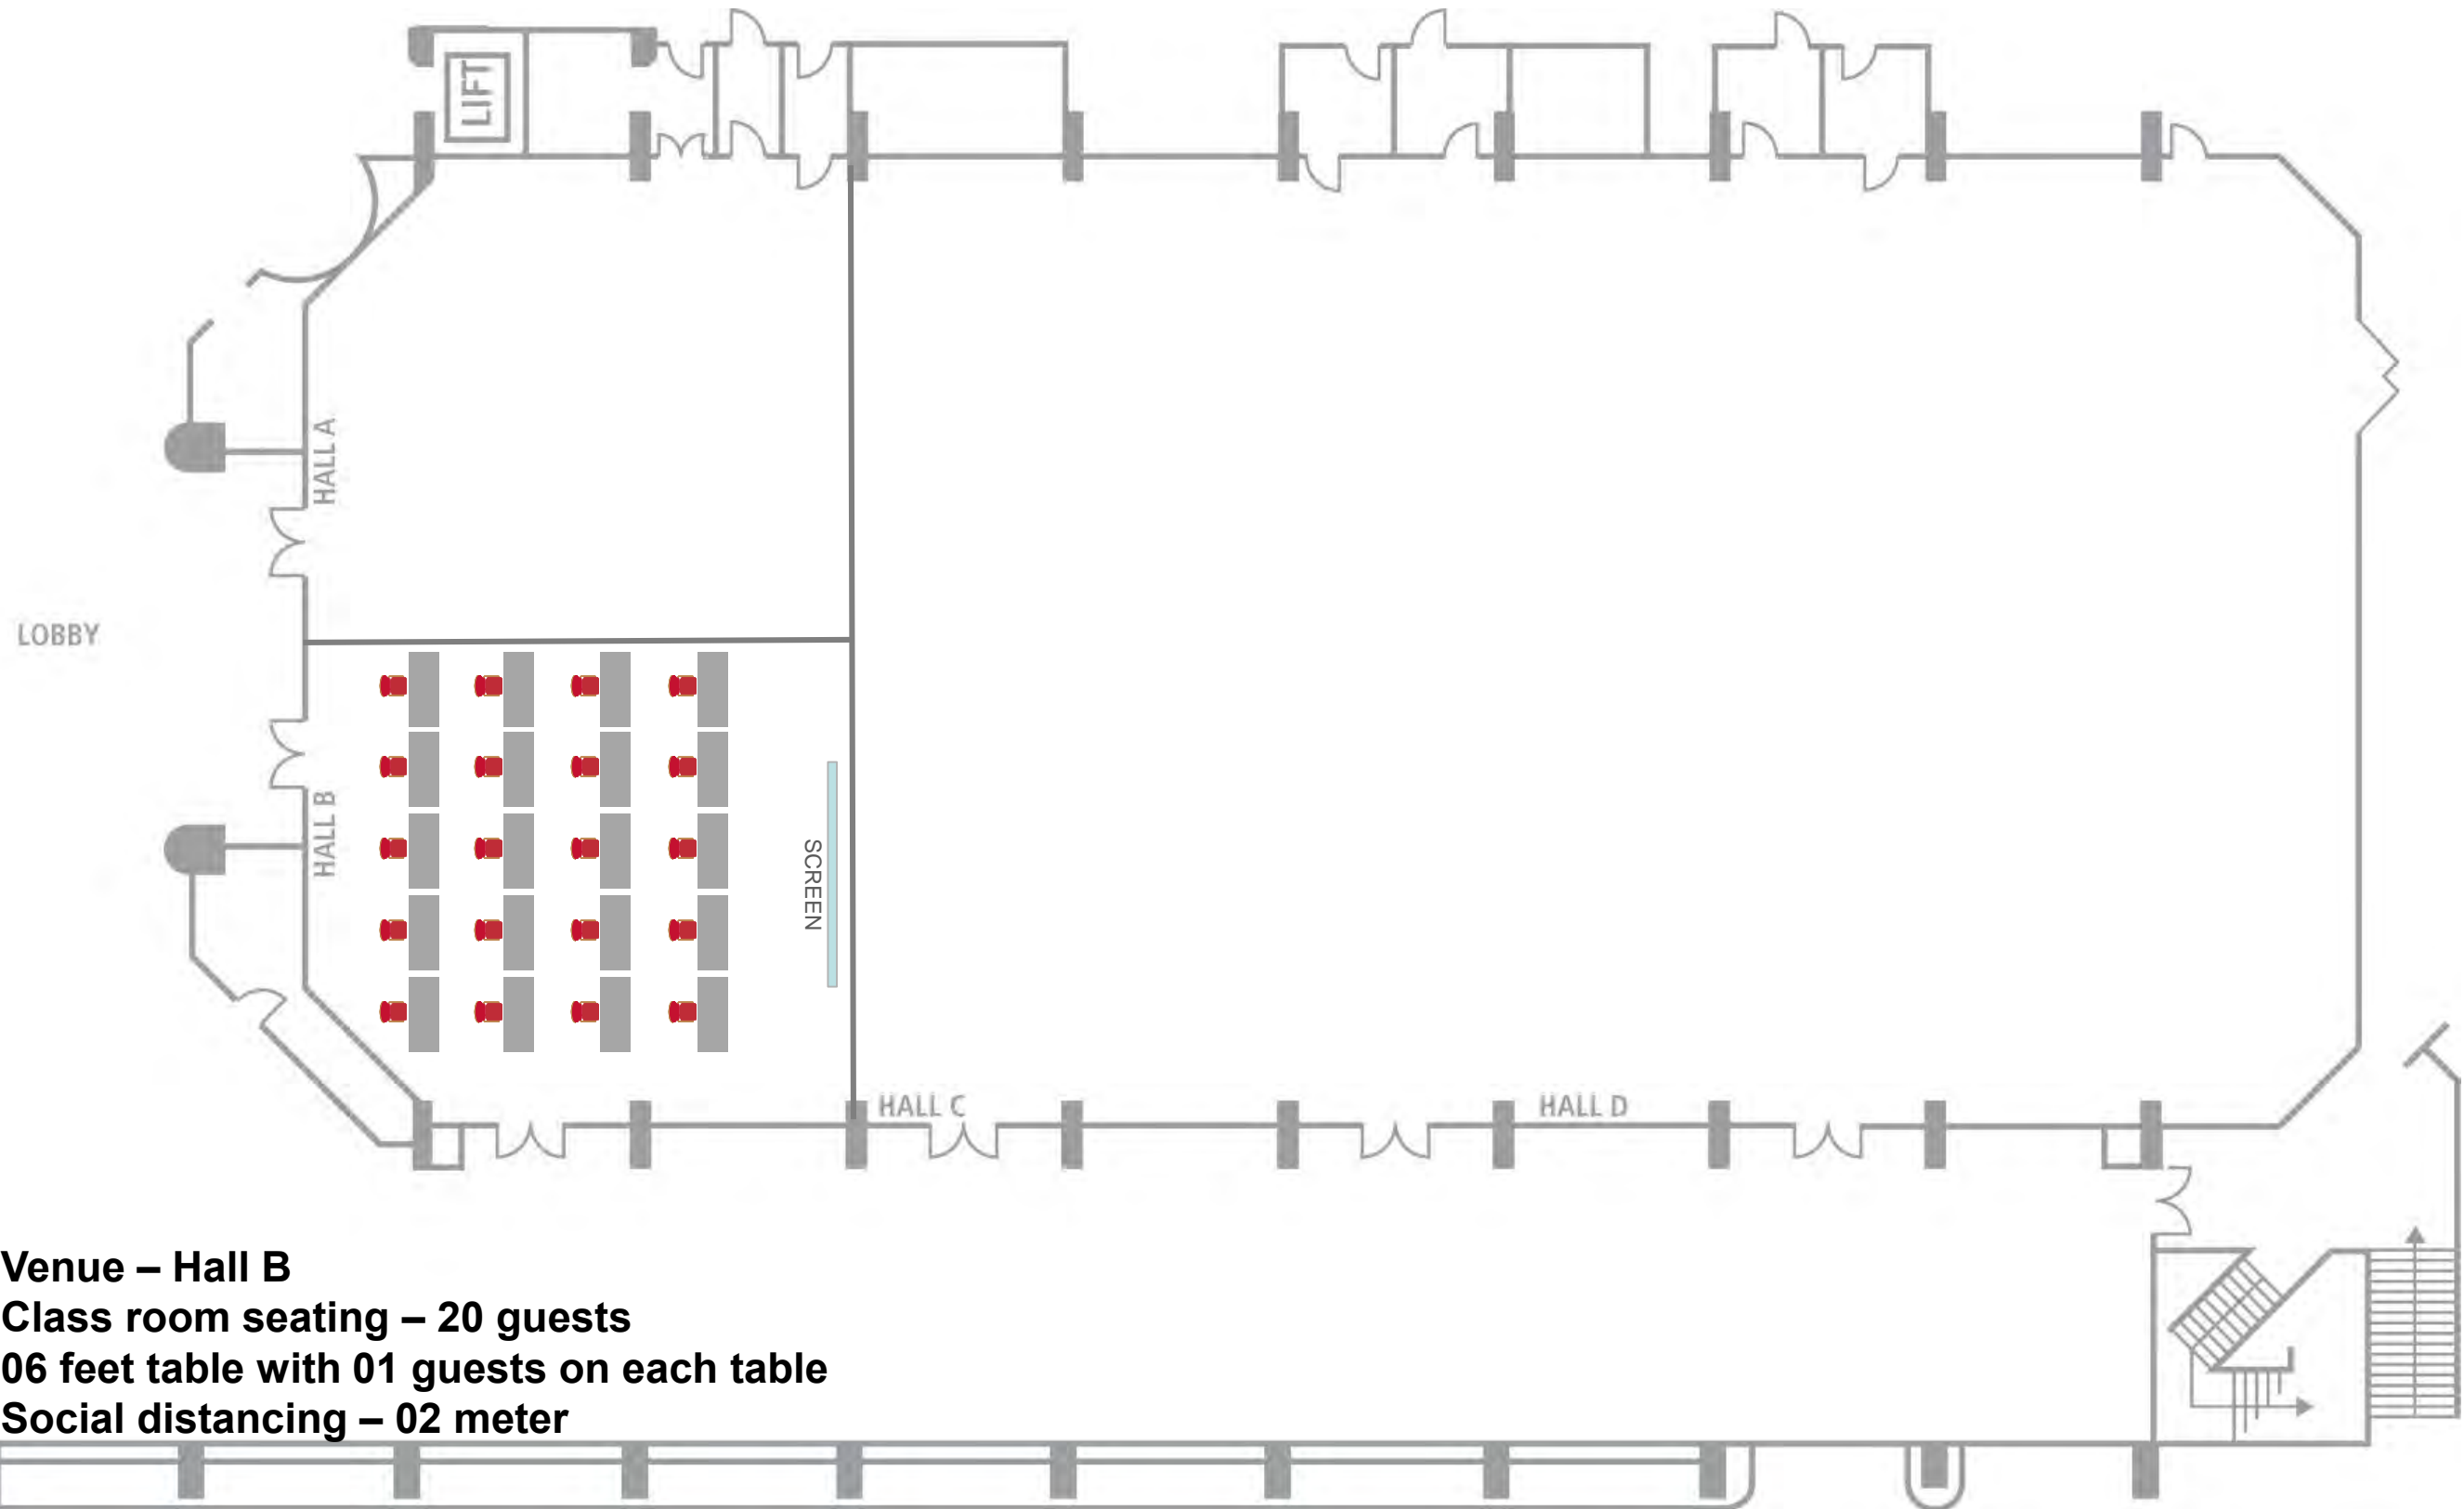 LIFT
HALL A
LOBBY
HALL B
SCREEN
HALL C
HALL D
Venue – Hall B
Class room seating – 20 guests
06 feet table with 01 guests on each table
Social distancing – 02 meter